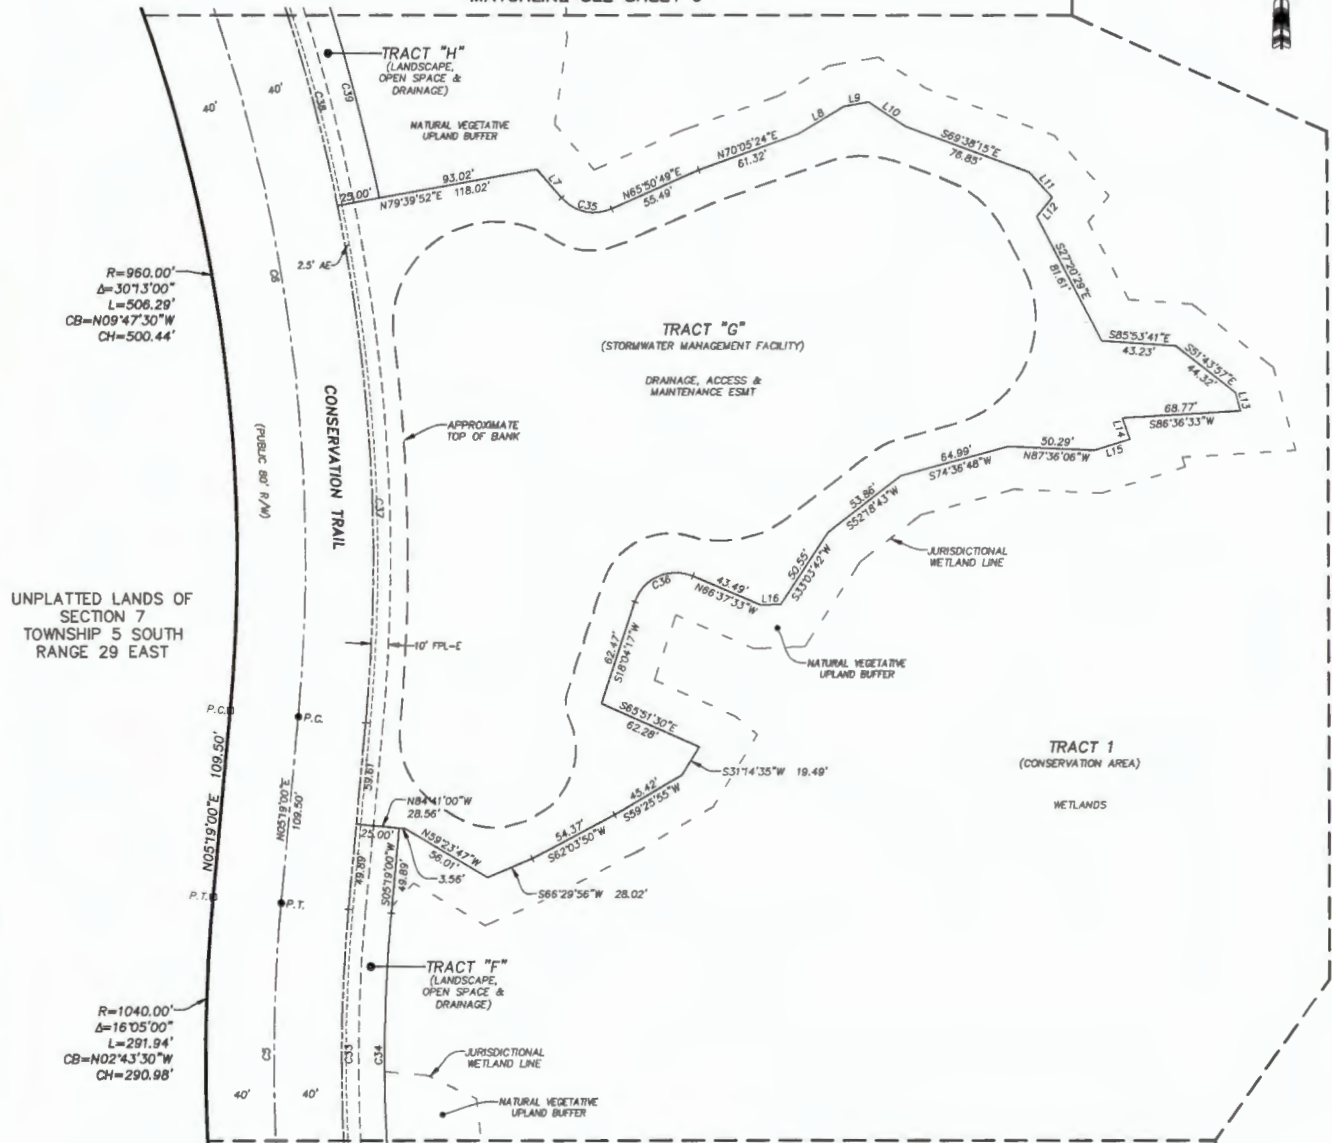 TRACT "H"
(LANDSCAPE,
OPEN SPACE &
DRAINAGE)
40'
40'
C38
C39
NATURAL VEGETATIVE
UPLAND BUFFER
93.02'
25.00'
N79°39'52"E 118.02'
L7
C35
N65°50'49"E
55.49'
N70°05'24"E
61.32'
L8
L9
L10
S69°38'15"E
76.85'
L11
L12
S27°20'29"E
81.61'
S85°53'41"E
43.23'
S51°43'57"E
44.32'
L13
68.77'
S86°36'33"W
L14
L15
50.29'
N87°36'06"W
64.99'
S74°36'48"W
53.86'
S52°18'43"W
50.55'
S33°03'42"W
L16
43.49'
N66°37'33"W
C36
62.47'
S18°04'17"W
S65°51'30"E
62.28'
S31°14'35"W 19.49'
45.42'
S59°25'55"W
54.37'
S62°03'50"W
S66°29'56"W 28.02'
N59°23'47"W
56.01'
3.56'
N84°41'00"W
28.56'
25.00'
2.5' AE
C6
R=960.00'
Δ=30°13'00"
L=506.29'
CB=N09°47'30"W
CH=500.44'
TRACT "G"
(STORMWATER MANAGEMENT FACILITY)
DRAINAGE, ACCESS &
MAINTENANCE ESMT
APPROXIMATE
TOP OF BANK
CONSERVATION TRAIL
(PUBLIC 80' R/W)
C37
JURISDICTIONAL
WETLAND LINE
UNPLATTED LANDS OF
SECTION 7
TOWNSHIP 5 SOUTH
RANGE 29 EAST
10' FPL-E
NATURAL VEGETATIVE
UPLAND BUFFER
P.C.
P.C.
N05°19'00"E 109.50'
N05°19'00"E
109.50'
59.61'
49.89'
S05°19'00"W
49.89'
P.T.
P.T.
TRACT 1
(CONSERVATION AREA)
WETLANDS
TRACT "F"
(LANDSCAPE,
OPEN SPACE &
DRAINAGE)
R=1040.00'
Δ=16°05'00"
L=291.94'
CB=N02°43'30"W
CH=290.98'
C5
C33
C34
JURISDICTIONAL
WETLAND LINE
40'
40'
NATURAL VEGETATIVE
UPLAND BUFFER